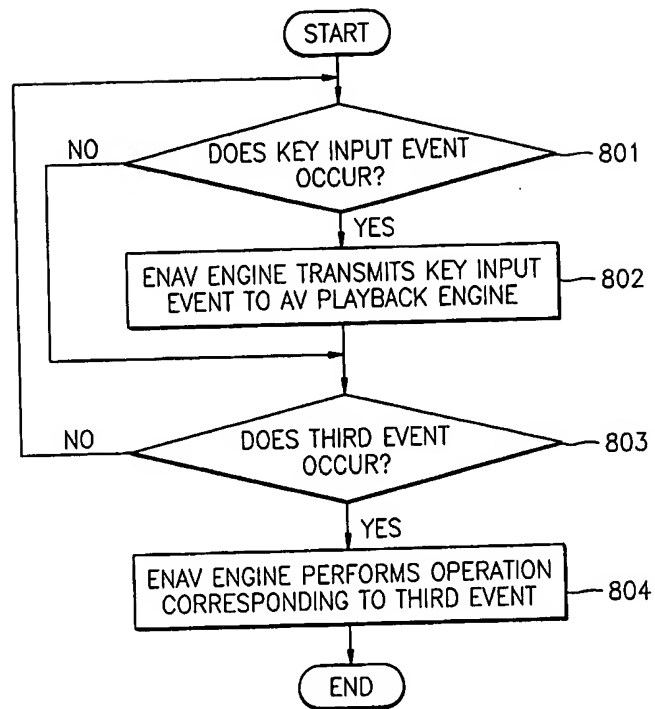 START
NO
DOES KEY INPUT EVENT
OCCUR?
801
YES
ENAV ENGINE TRANSMITS KEY INPUT
EVENT TO AV PLAYBACK ENGINE
802
NO
DOES THIRD EVENT
OCCUR?
803
YES
ENAV ENGINE PERFORMS OPERATION
CORRESPONDING TO THIRD EVENT
804
END